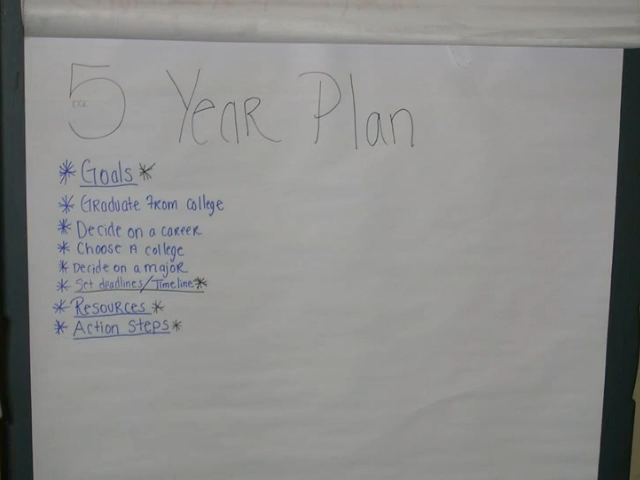 5 Year Plan
* Goals *
* Graduate from college
* Decide on a career
* Choose A college
* Decide on a major
* Set deadlines/Timeline*
* Resources *
* Action Steps *